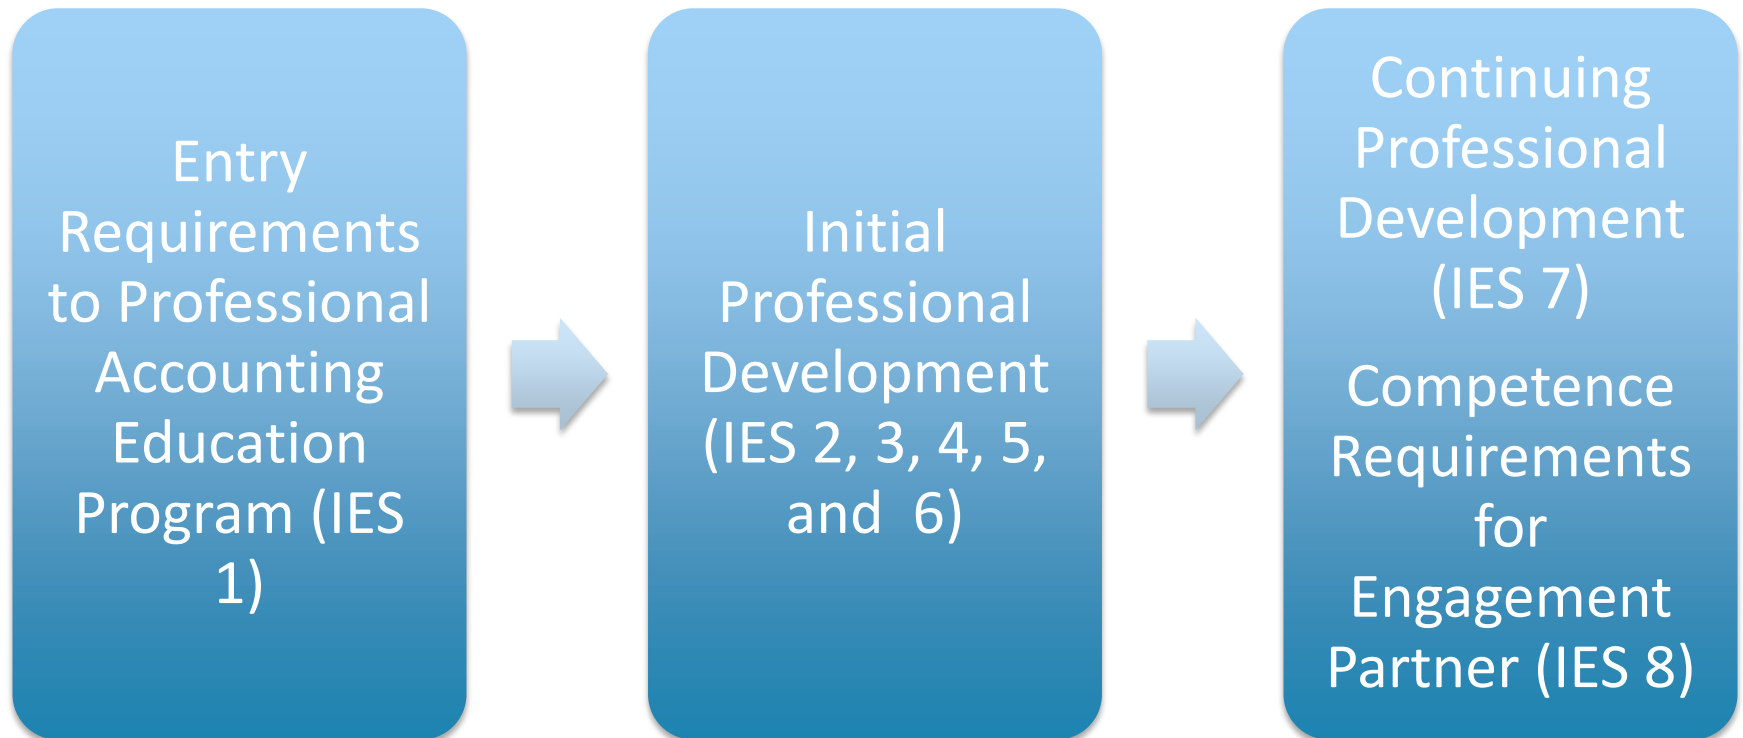 Entry
Requirements
to Professional
Accounting
Education
Program (IES
1)
Initial
Professional
Development
(IES 2, 3, 4, 5,
and  6)
Continuing
Professional
Development
(IES 7)
Competence
Requirements
for
Engagement
Partner (IES 8)